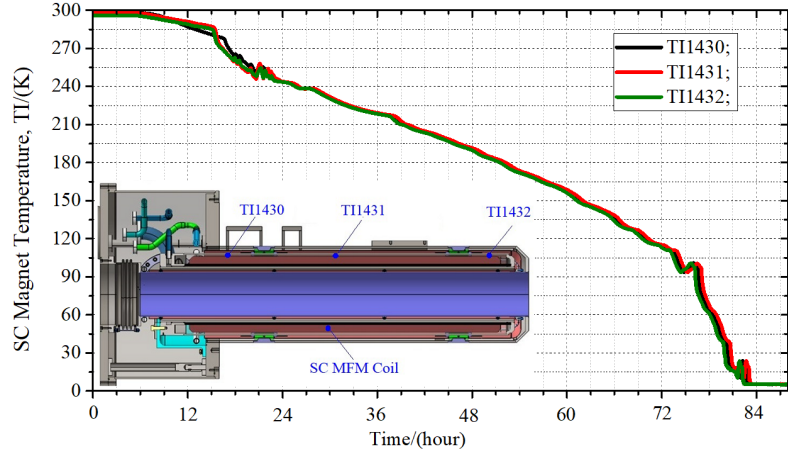 SC Magnet Temperature, TI/(K)
300
270
240
210
180
150
120
90
60
30
0
TI1430;
TI1431;
TI1432;
TI1430
TI1431
TI1432
SC MFM Coil
0
12
24
36
48
60
72
84
Time/(hour)